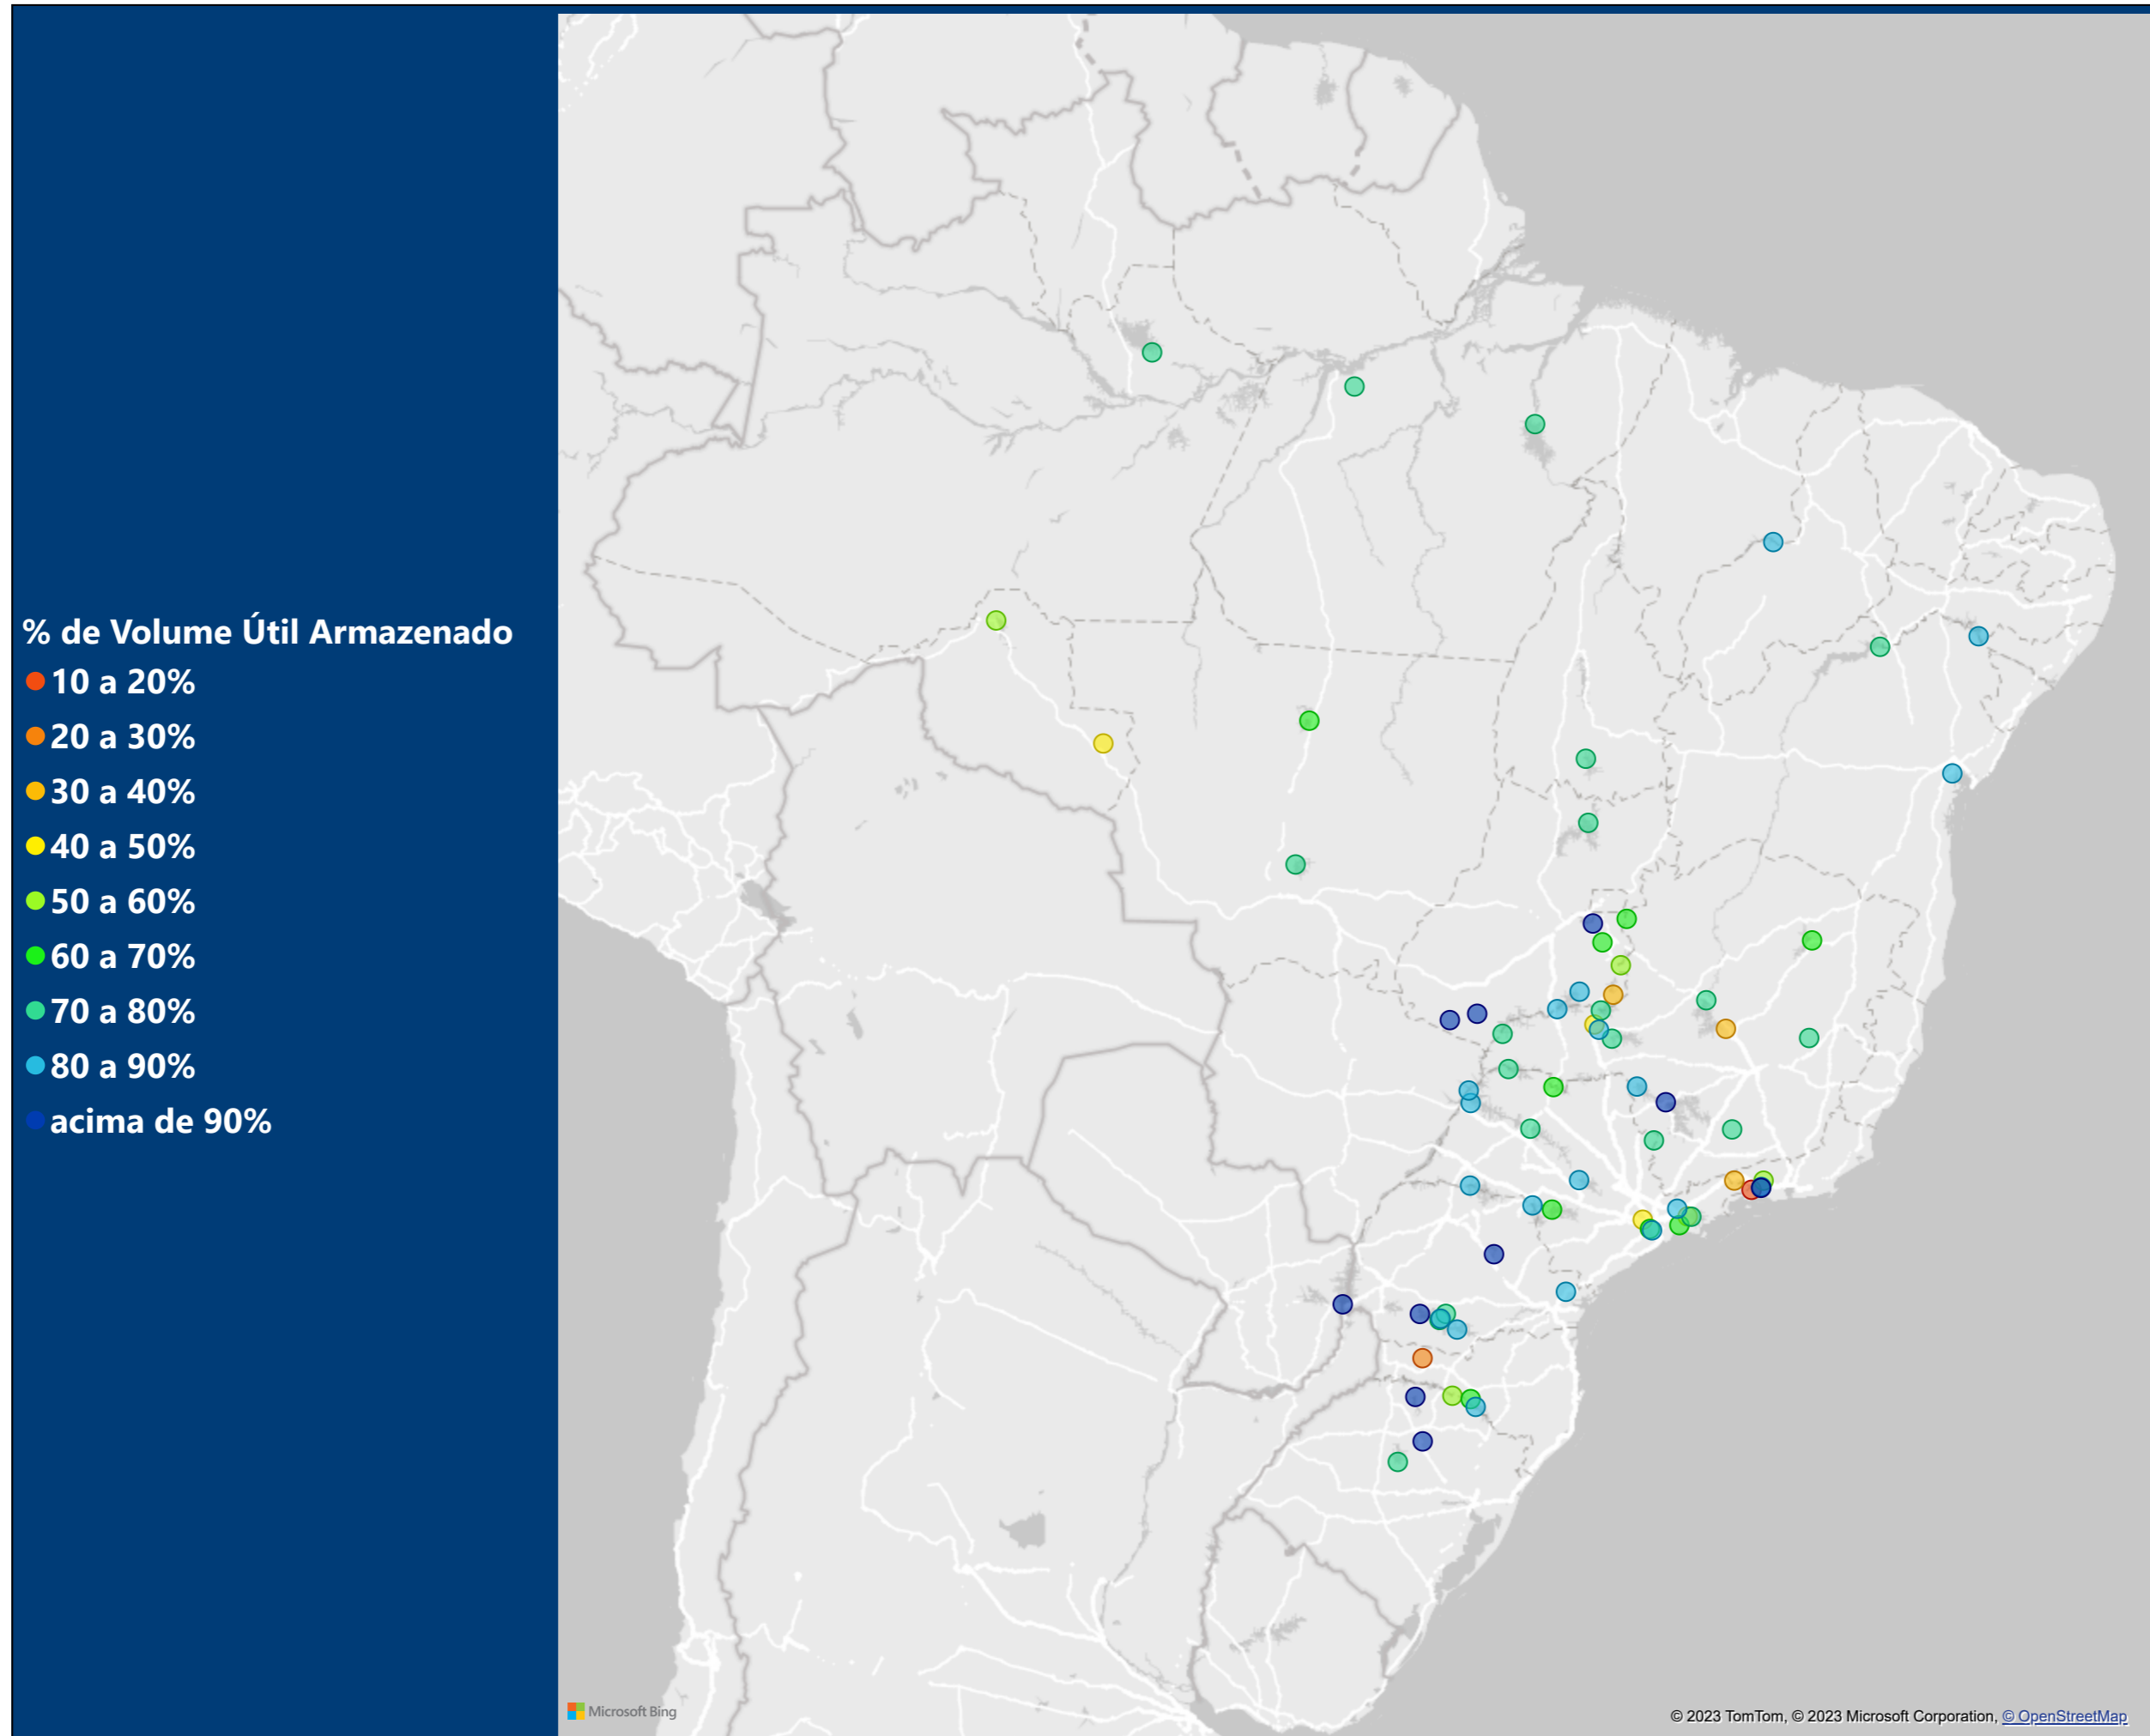 % de Volume Útil Armazenado
10 a 20%
20 a 30%
30 a 40%
40 a 50%
50 a 60%
60 a 70%
70 a 80%
80 a 90%
acima de 90%
Microsoft Bing
© 2023 TomTom, © 2023 Microsoft Corporation, © OpenStreetMap